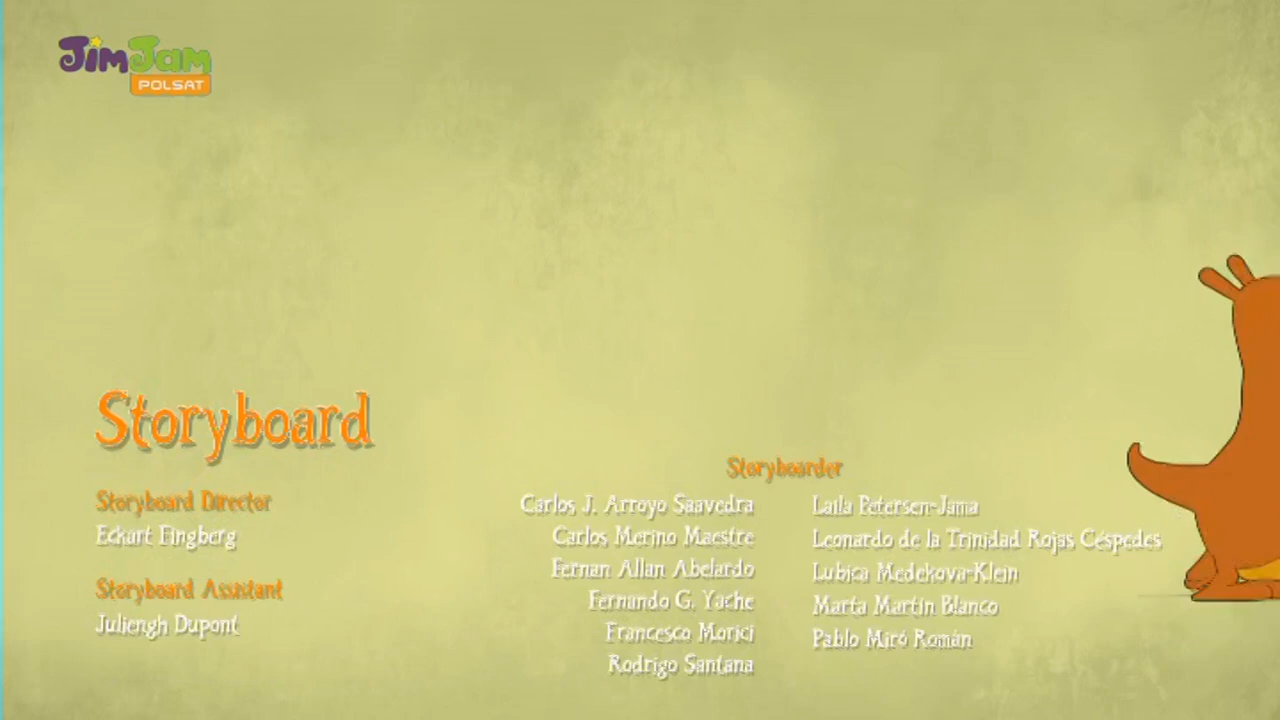 JimJam
POLSAT
Storyboard
Storyboard Director
Eckart Fingberg
Storyboard Assistant
Juliengh Dupont
Storyboarder
Carlos J. Arroyo Saavedra
Carlos Merino Maestre
Fernan Allan Abelardo
Fernando G. Yache
Francesco Morici
Rodrigo Santana
Laila Petersen-Jama
Leonardo de la Trinidad Rojas Céspedes
Lubica Medekova-Klein
Marta Martín Blanco
Pablo Miró Román